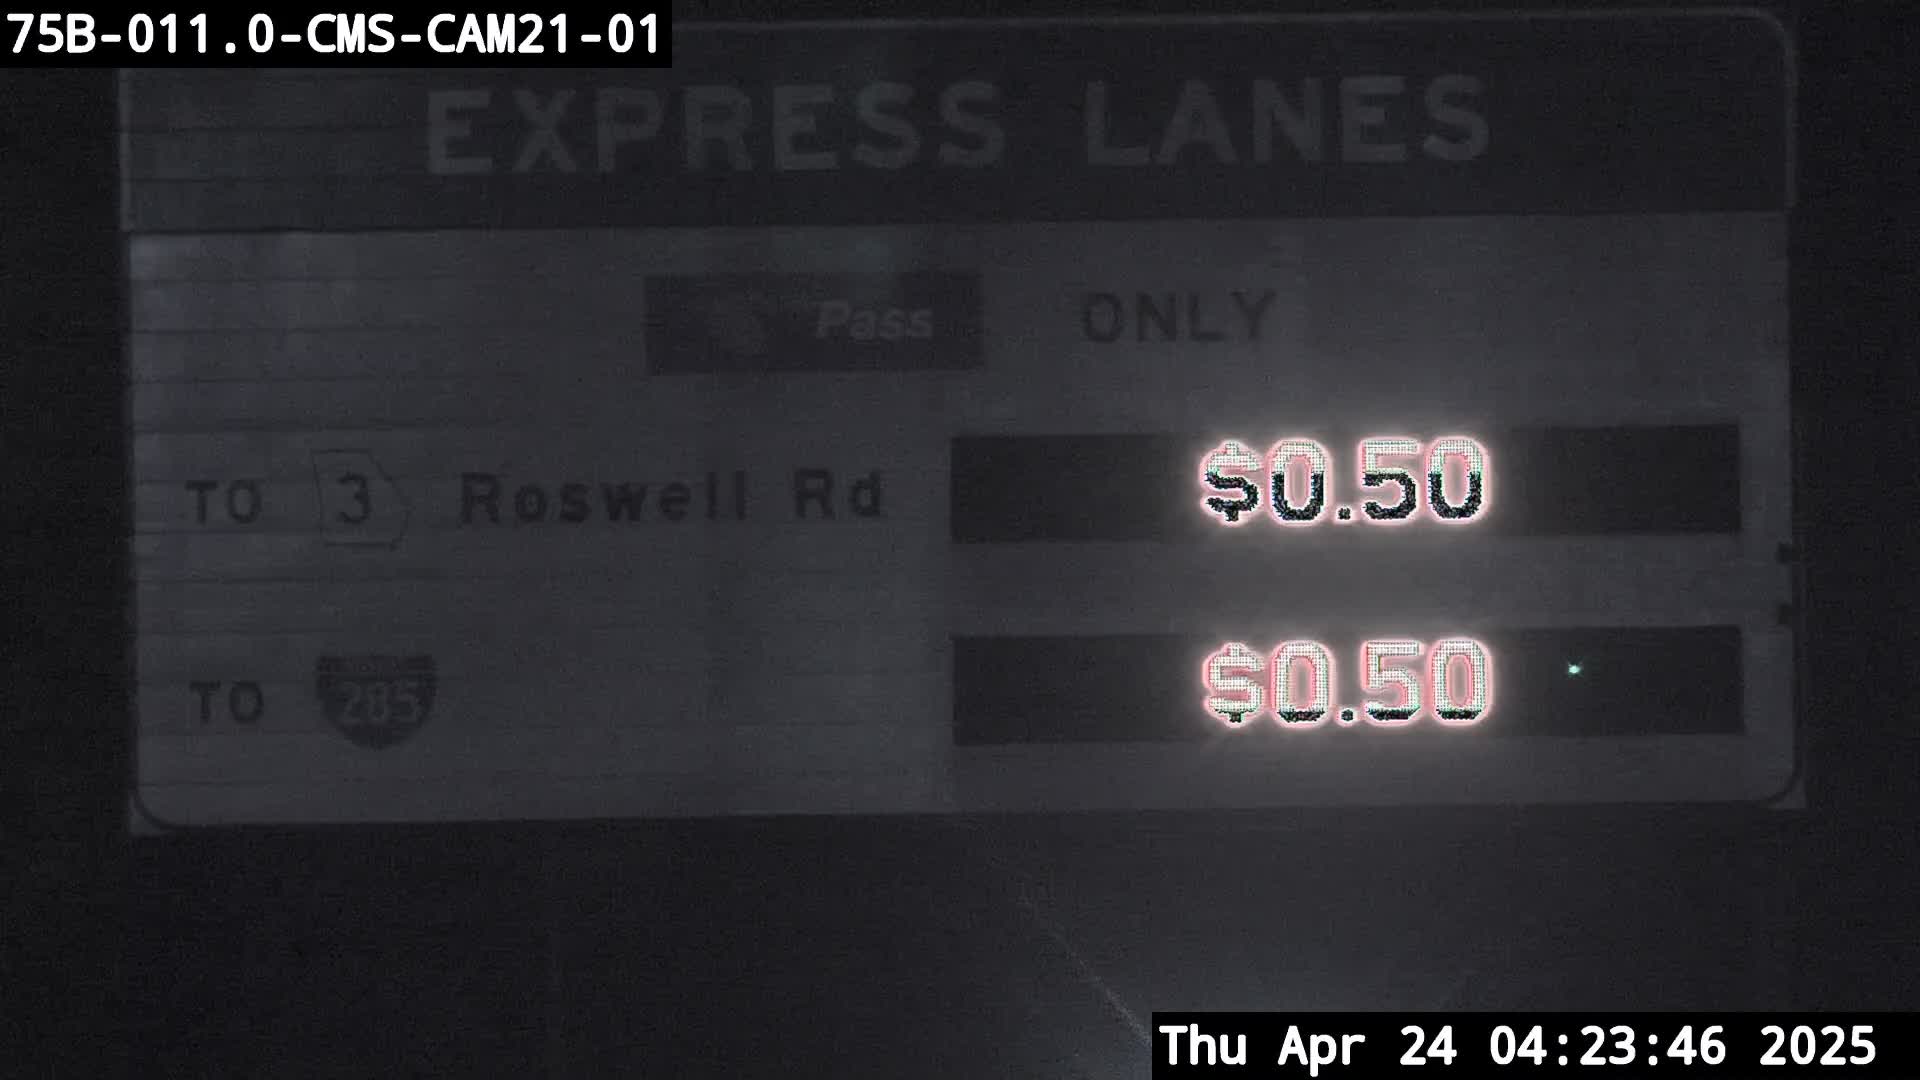 75B-011.0-CMS-CAM21-01
EXPRESS LANES
Pass ONLY
TO 3 Roswell Rd $0.50
TO 285 $0.50
Thu Apr 24 04:23:46 2025